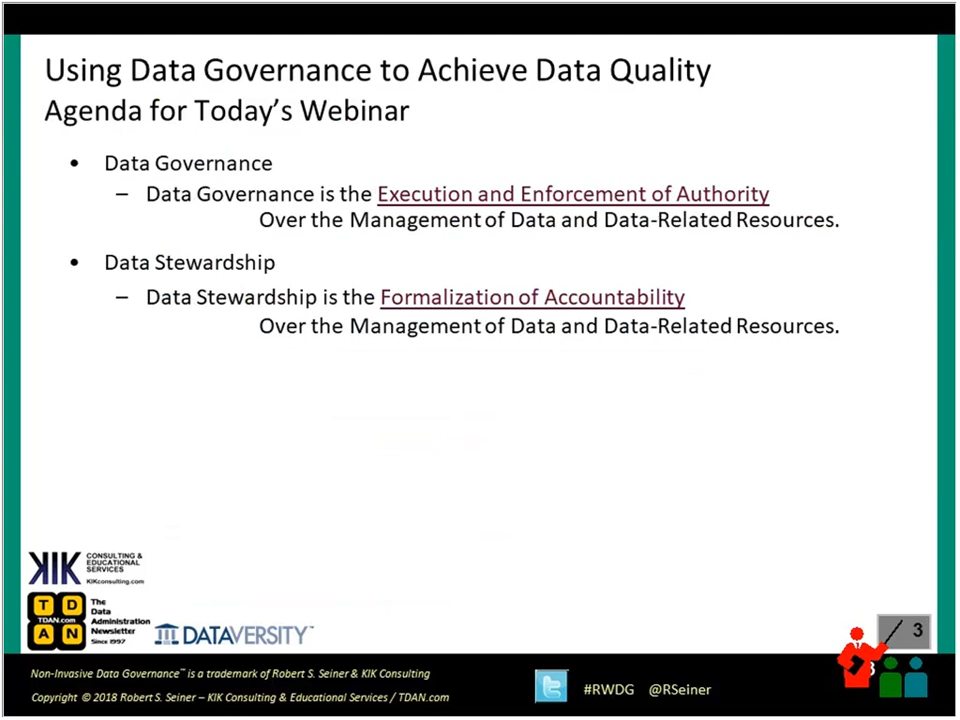 Using Data Governance to Achieve Data Quality
Agenda for Today's Webinar
• Data Governance
– Data Governance is the Execution and Enforcement of Authority
Over the Management of Data and Data-Related Resources.
• Data Stewardship
– Data Stewardship is the Formalization of Accountability
Over the Management of Data and Data-Related Resources.
KIK
CONSULTING &
EDUCATIONAL
SERVICES
KIKconsulting.com
T D
TDAN.com
A N
The
Data
Administration
Newsletter
Since 1997
DATAVERSITY™
3
3
Non-Invasive Data Governance™ is a trademark of Robert S. Seiner & KIK Consulting
Copyright © 2018 Robert S. Seiner – KIK Consulting & Educational Services / TDAN.com
#RWDG @RSeiner